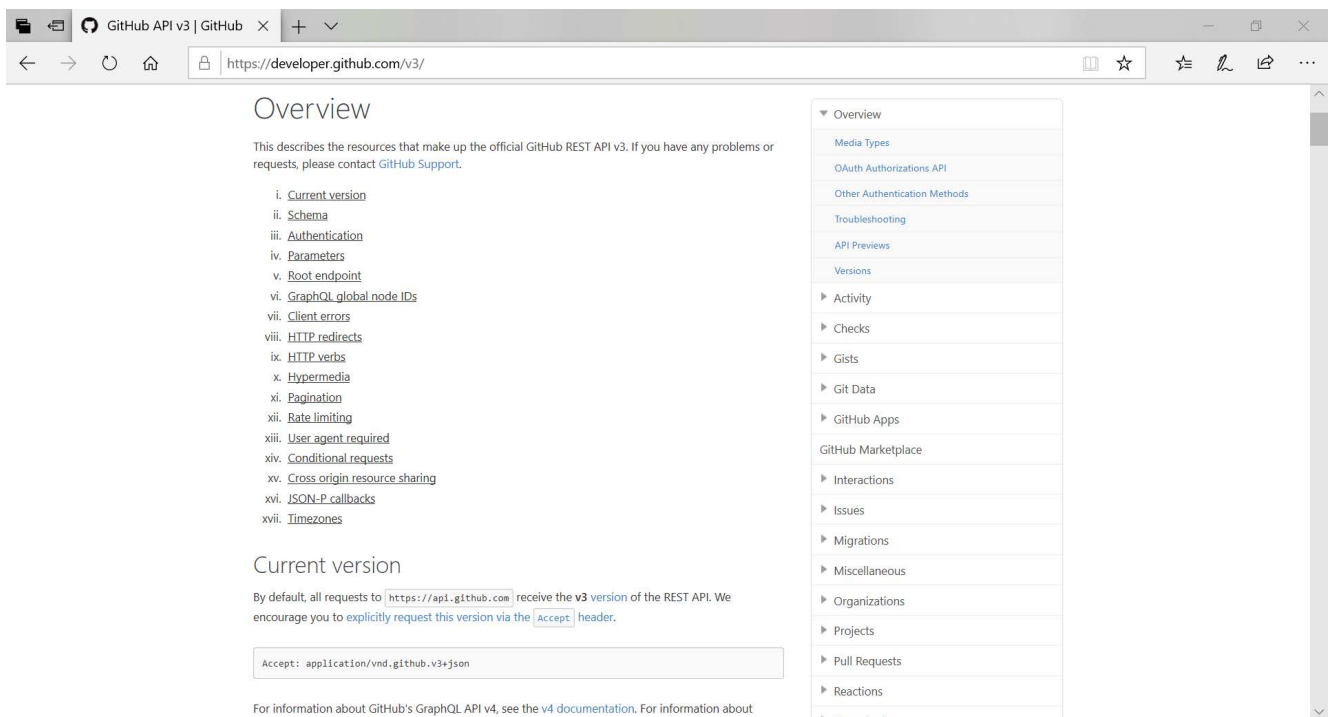 GitHub API v3 | GitHub
https://developer.github.com/v3/
Overview
This describes the resources that make up the official GitHub REST API v3. If you have any problems or
requests, please contact GitHub Support.
i. Current version
ii. Schema
iii. Authentication
iv. Parameters
v. Root endpoint
vi. GraphQL global node IDs
vii. Client errors
viii. HTTP redirects
ix. HTTP verbs
x. Hypermedia
xi. Pagination
xii. Rate limiting
xiii. User agent required
xiv. Conditional requests
xv. Cross origin resource sharing
xvi. JSON-P callbacks
xvii. Timezones
Current version
By default, all requests to https://api.github.com receive the v3 version of the REST API. We
encourage you to explicitly request this version via the Accept header.
Accept: application/vnd.github.v3+json
For information about GitHub's GraphQL API v4, see the v4 documentation. For information about
Overview
Media Types
OAuth Authorizations API
Other Authentication Methods
Troubleshooting
API Previews
Versions
Activity
Checks
Gists
Git Data
GitHub Apps
GitHub Marketplace
Interactions
Issues
Migrations
Miscellaneous
Organizations
Projects
Pull Requests
Reactions